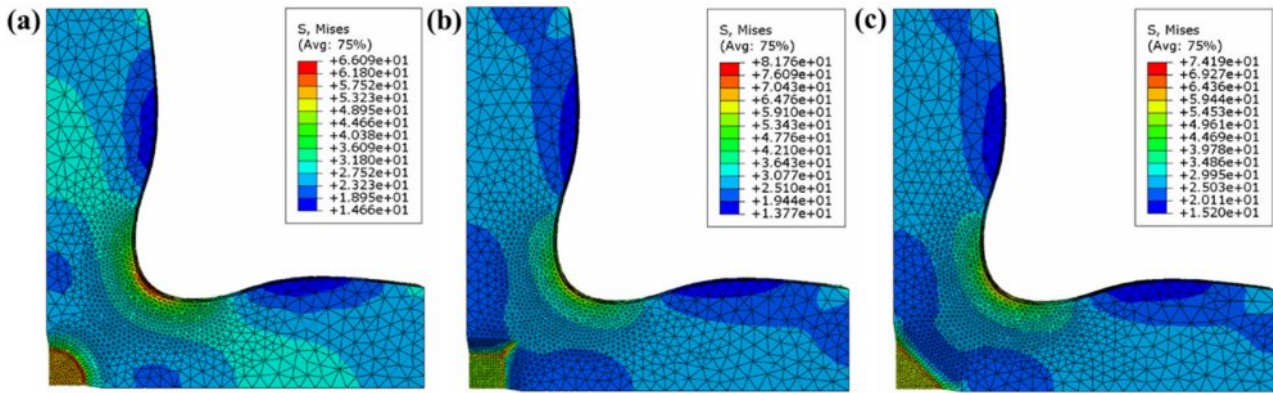 (a)
S, Mises
(Avg: 75%)
+6.609e+01
+6.180e+01
+5.752e+01
+5.323e+01
+4.895e+01
+4.466e+01
+4.038e+01
+3.609e+01
+3.180e+01
+2.752e+01
+2.323e+01
+1.895e+01
+1.466e+01
(b)
S, Mises
(Avg: 75%)
+8.176e+01
+7.609e+01
+7.043e+01
+6.476e+01
+5.910e+01
+5.343e+01
+4.776e+01
+4.210e+01
+3.643e+01
+3.077e+01
+2.510e+01
+1.944e+01
+1.377e+01
(c)
S, Mises
(Avg: 75%)
+7.419e+01
+6.927e+01
+6.436e+01
+5.944e+01
+5.453e+01
+4.961e+01
+4.469e+01
+3.978e+01
+3.486e+01
+2.995e+01
+2.503e+01
+2.011e+01
+1.520e+01